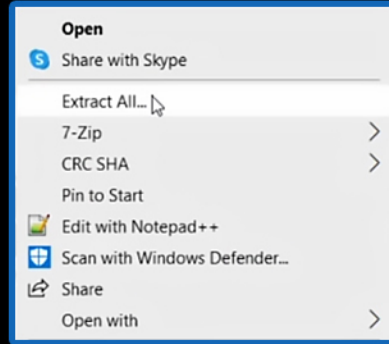 Open
Share with Skype
Extract All...
7-Zip
CRC SHA
Pin to Start
Edit with Notepad++
Scan with Windows Defender...
Share
Open with